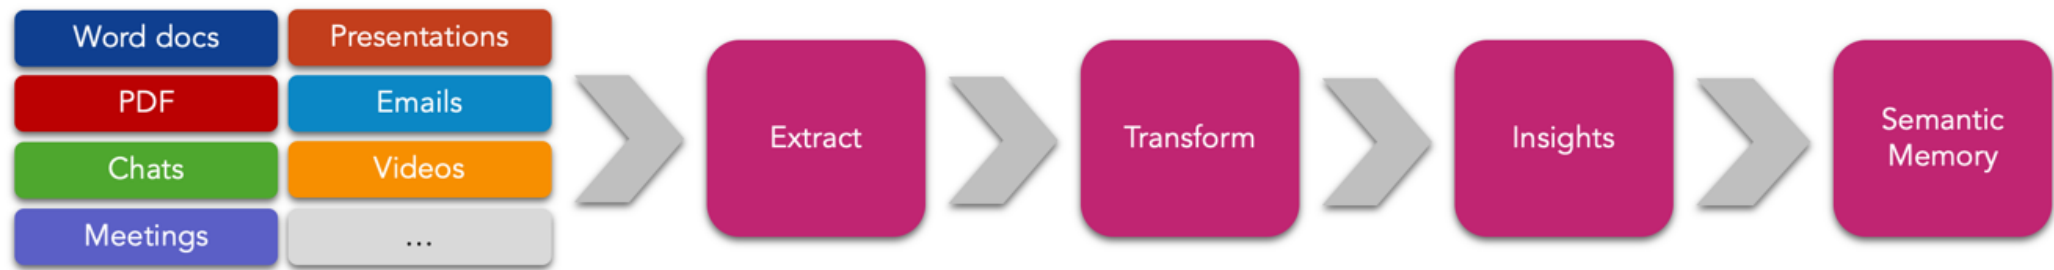 Word docs
Presentations
PDF
Emails
Chats
Videos
Meetings
...
Extract
Transform
Insights
Semantic
Memory